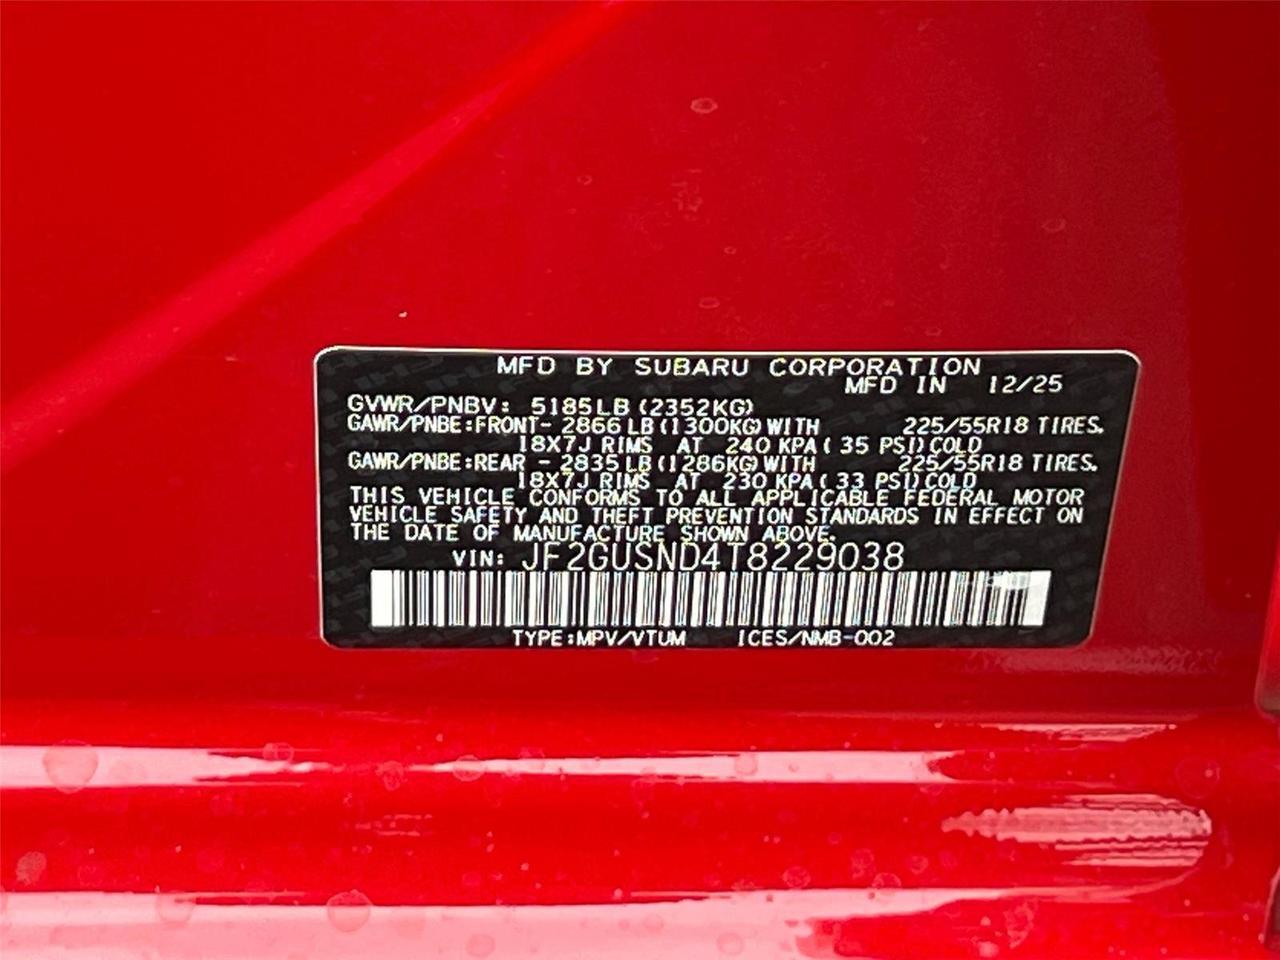 MFD BY SUBARU CORPORATION
MFD IN 12/25
GVWR/PNBV: 5185LB (2352KG)
GAWR/PNBE:FRONT- 2866LB(1300KG)WITH 225/55R18 TIRES.
18X7J RIMS AT 240 KPA( 35 PSI)COLD
GAWR/PNBE:REAR - 2835LB(1286KG)WITH 225/55R18 TIRES.
18X7J RIMS AT 230 KPA( 33 PSI)COLD
THIS VEHICLE CONFORMS TO ALL APPLICABLE FEDERAL MOTOR
VEHICLE SAFETY AND THEFT PREVENTION STANDARDS IN EFFECT ON
THE DATE OF MANUFACTURE SHOWN ABOVE.
VIN: JF2GUSND4T8229038
TYPE:MPV/VTUM ICES/NMB-002